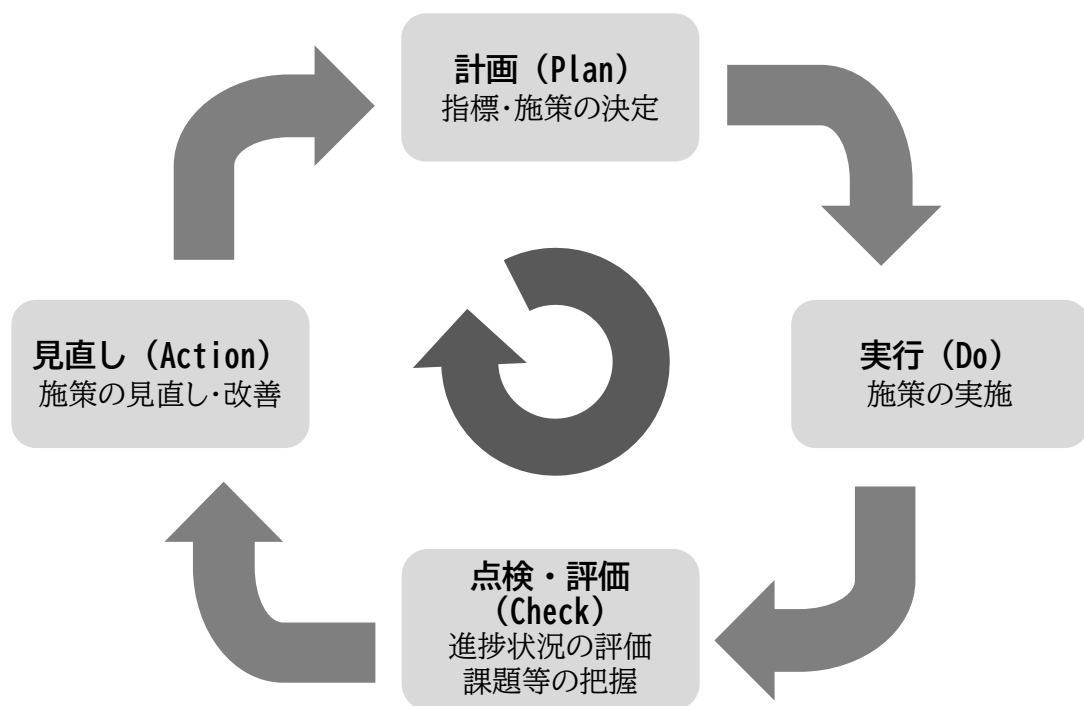 計画（Plan）
指標・施策の決定
実行（Do）
施策の実施
点検・評価
（Check）
進捗状況の評価
課題等の把握
見直し（Action）
施策の見直し・改善